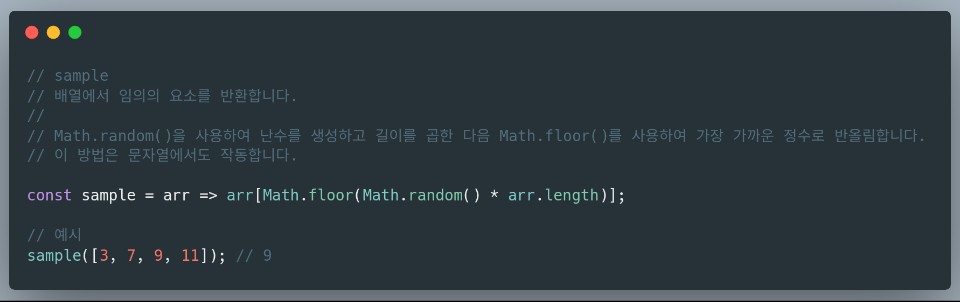 // sample
// 배열에서 임의의 요소를 반환합니다.
//
// Math.random()을 사용하여 난수를 생성하고 길이를 곱한 다음 Math.floor()를 사용하여 가장 가까운 정수로 반올림합니다.
// 이 방법은 문자열에서도 작동합니다.
const sample = arr => arr[Math.floor(Math.random() * arr.length)];
// 예시
sample([3, 7, 9, 11]); // 9